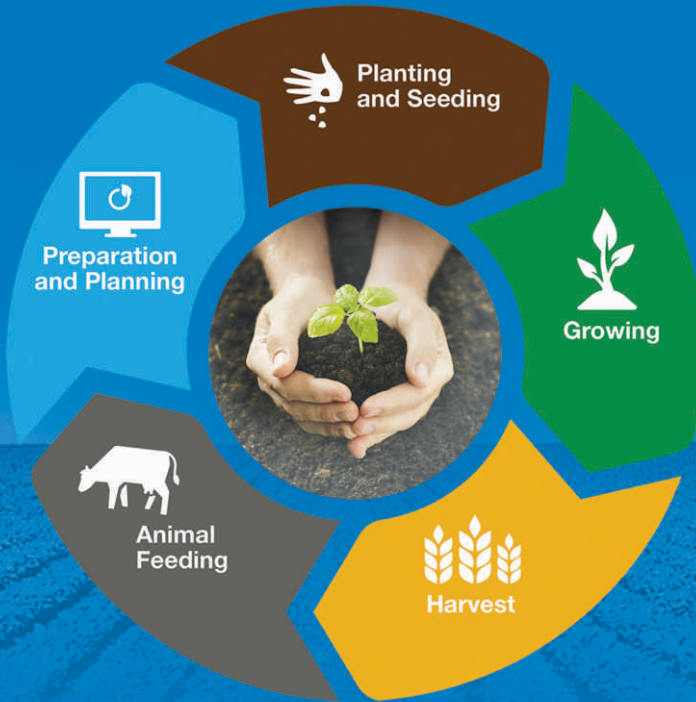 Planting
and Seeding
Growing
Harvest
Animal
Feeding
Preparation
and Planning